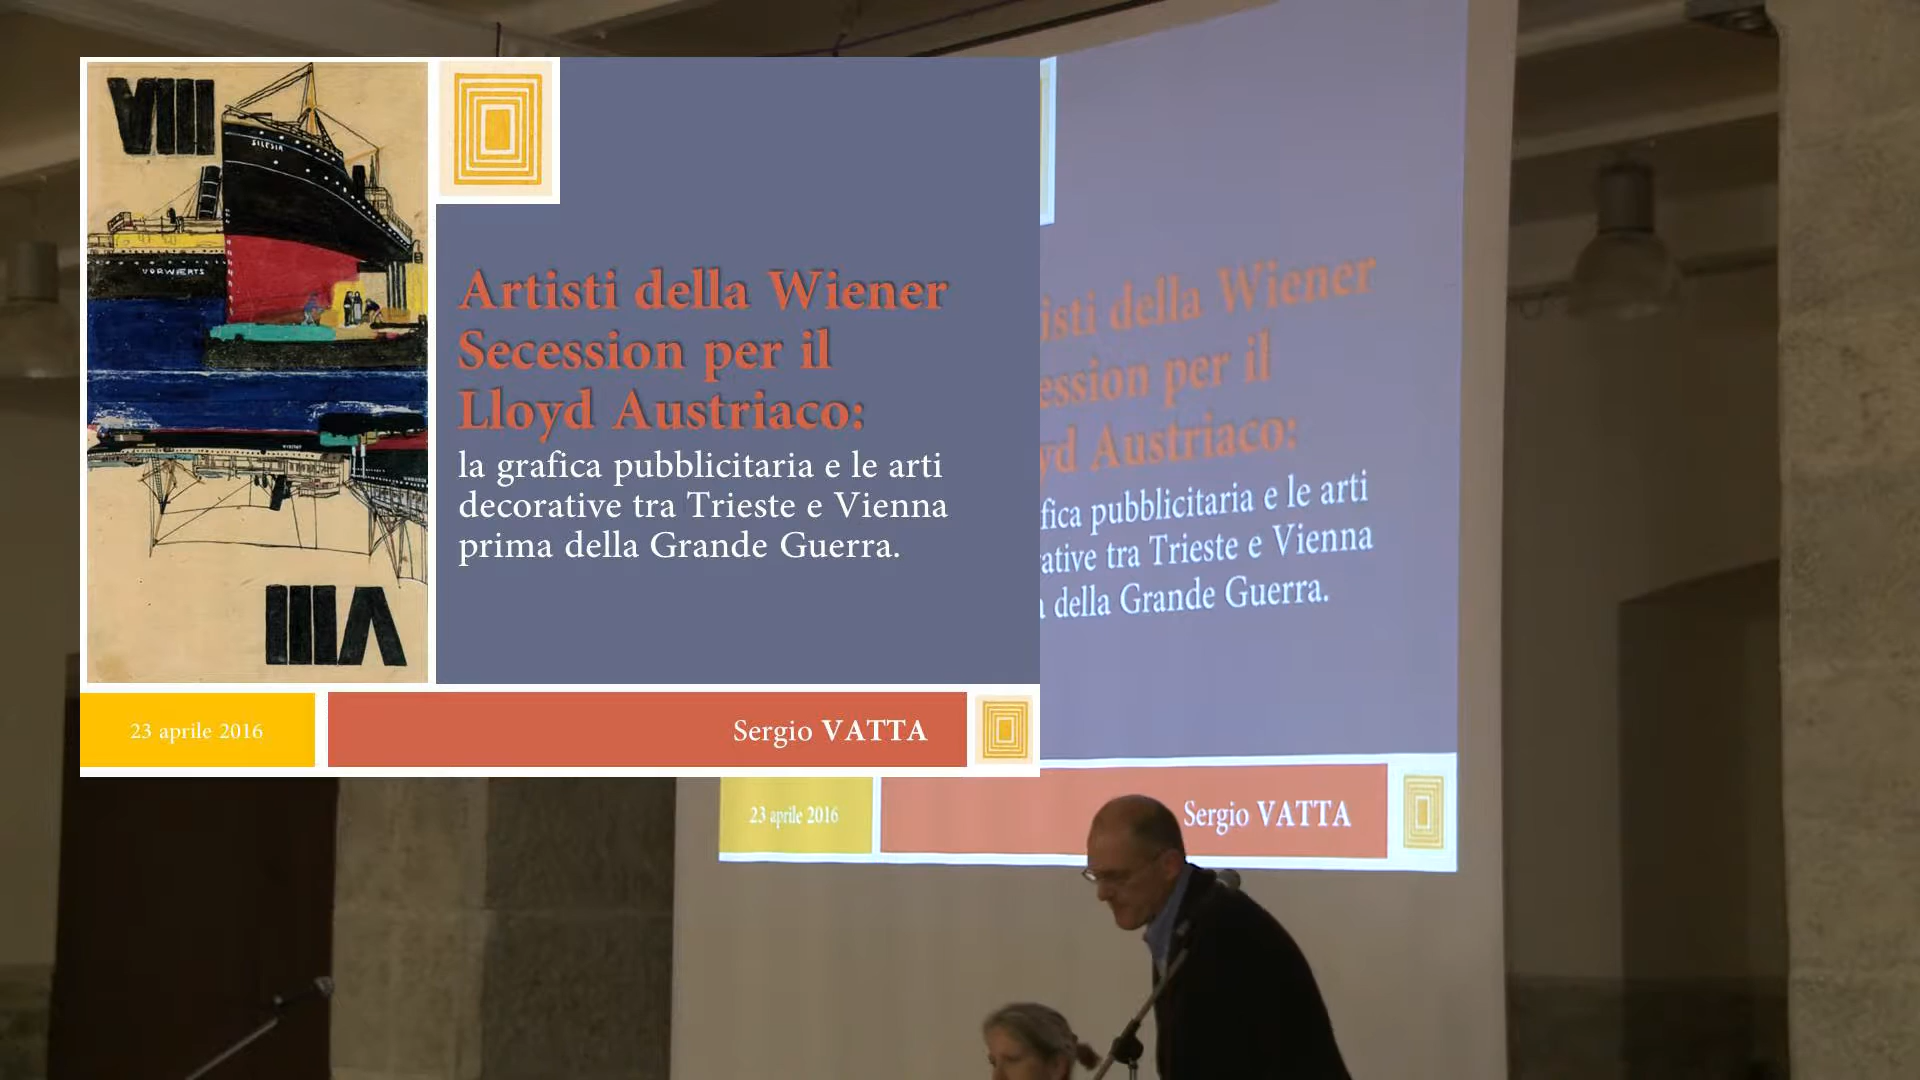 VIII
SILESIA
VORWÆRTS
VIII
Artisti della Wiener
Secession per il
Lloyd Austriaco:
la grafica pubblicitaria e le arti
decorative tra Trieste e Vienna
prima della Grande Guerra.
23 aprile 2016
Sergio VATTA
isti della Wiener
ession per il
yd Austriaco:
fica pubblicitaria e le arti
ative tra Trieste e Vienna
a della Grande Guerra.
23 aprile 2016
Sergio VATTA